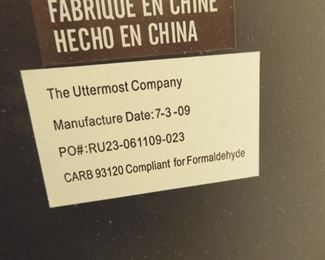 FABRIQUÉ EN CHINE
HECHO EN CHINA
The Uttermost Company
Manufacture Date:7-3 -09
PO#:RU23-061109-023
CARB 93120 Compliant for Formaldehyde